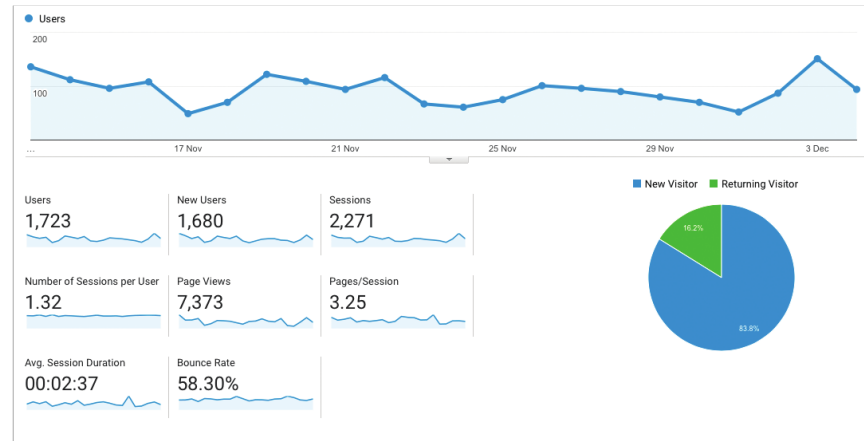 Users
200
100
...
17 Nov
21 Nov
25 Nov
29 Nov
3 Dec
New Visitor
Returning Visitor
Users
1,723
New Users
1,680
Sessions
2,271
Number of Sessions per User
1.32
Page Views
7,373
Pages/Session
3.25
Avg. Session Duration
00:02:37
Bounce Rate
58.30%
16.2%
83.8%